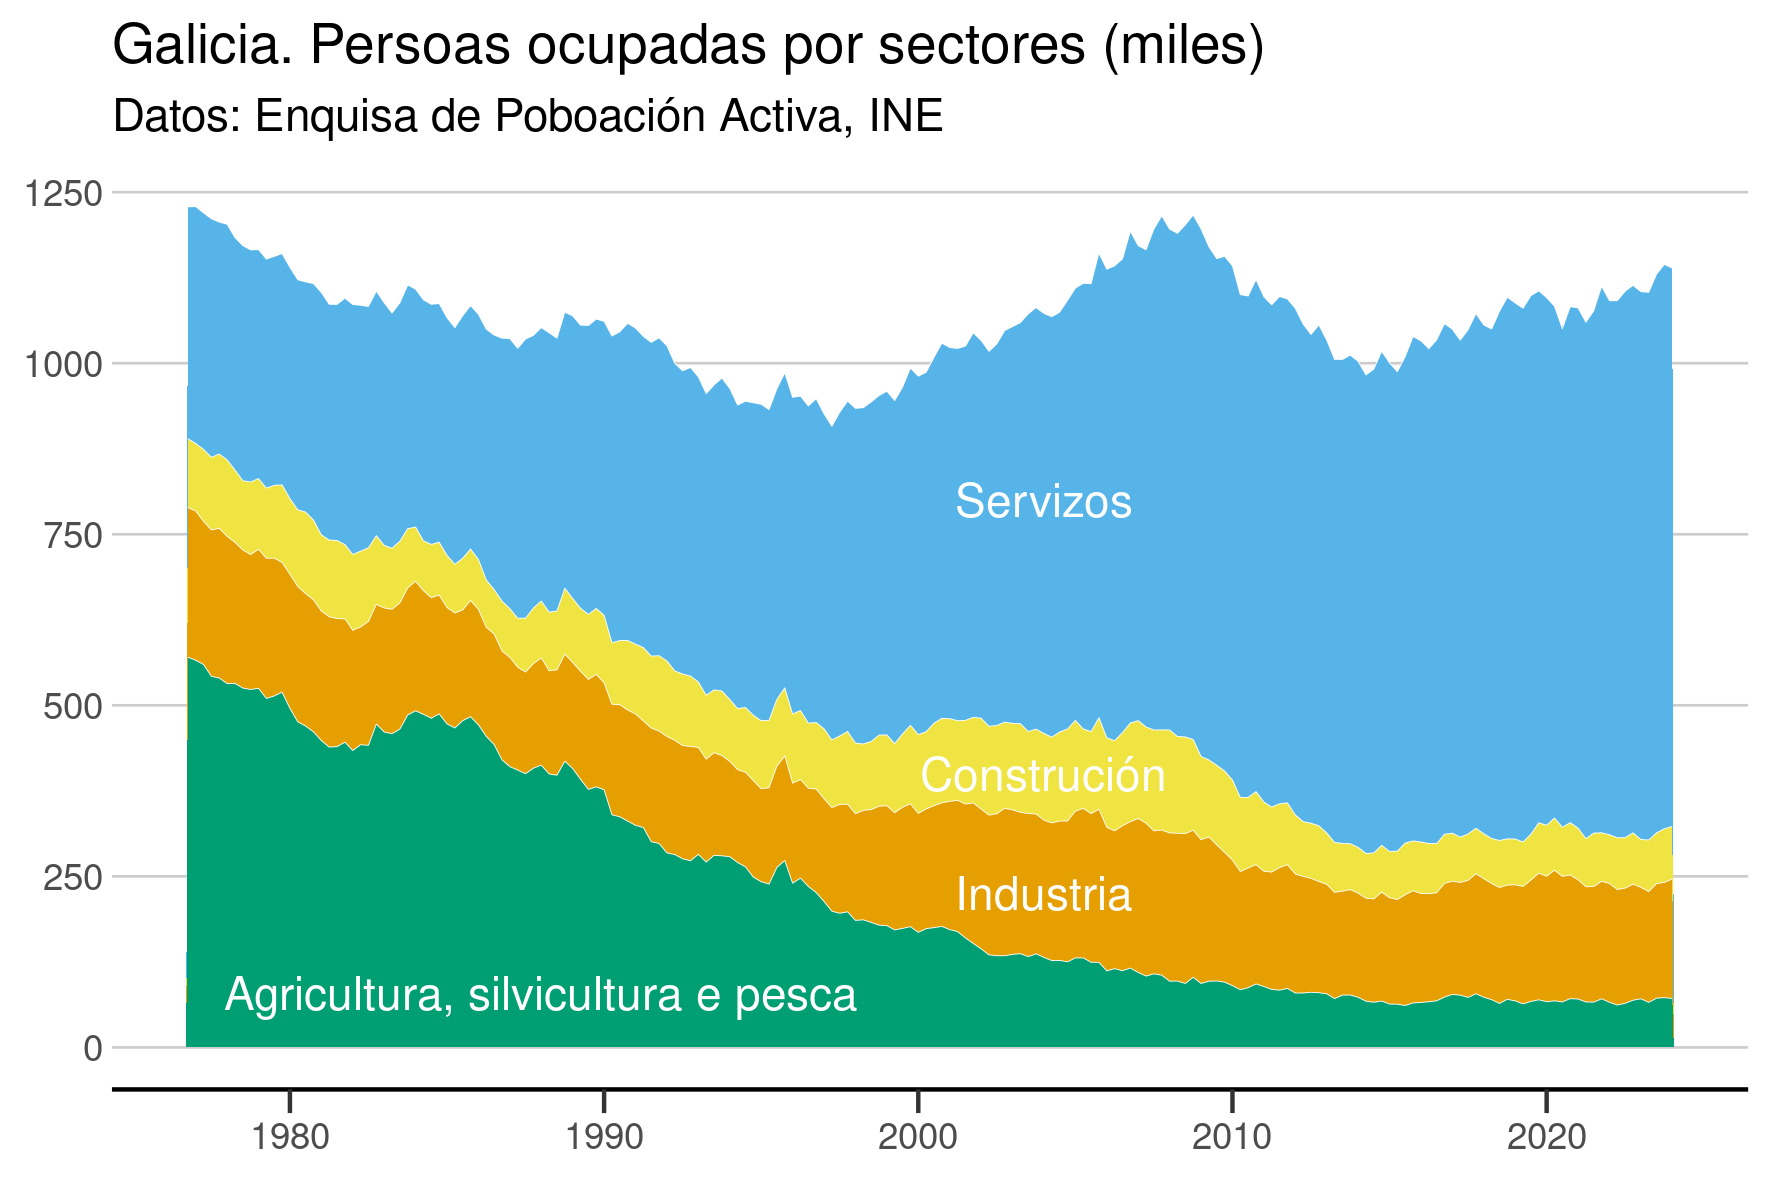 Galicia. Persoas ocupadas por sectores (miles)
Datos: Enquisa de Poboación Activa, INE
1250
1000
750
500
250
0
Servizos
Construción
Industria
Agricultura, silvicultura e pesca
1980 1990 2000 2010 2020